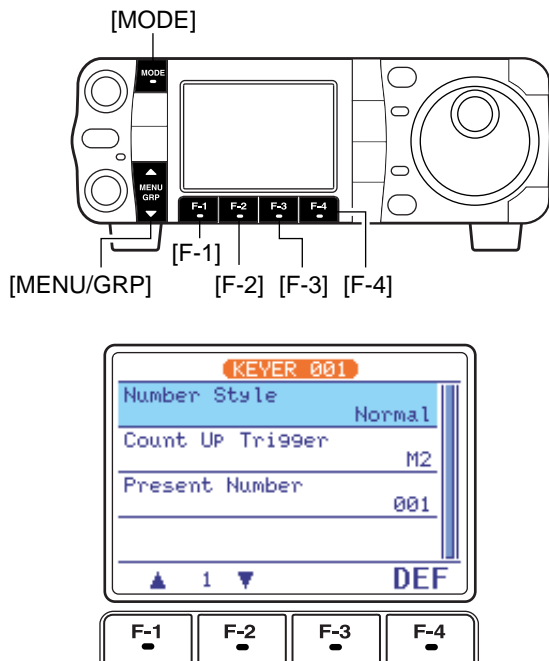 [MODE]
MODE
MENU
GRP
F-1 F-2 F-3 F-4
[F-1]
[MENU/GRP] [F-2] [F-3] [F-4]
KEYER 001
Number Style
Normal
Count Up Trigger
M2
Present Number
001
1 DEF
F-1 F-2 F-3 F-4